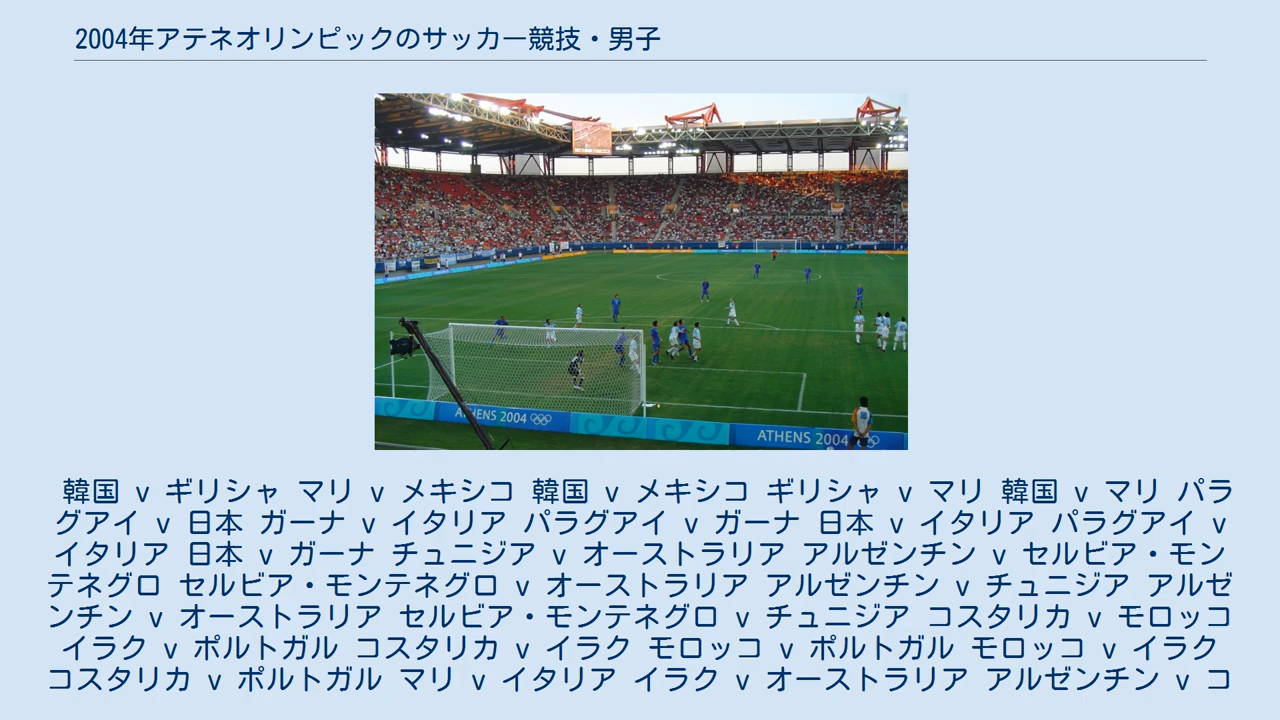 2004年アテネオリンピックのサッカー競技・男子
ATHENS 2004
ATHENS 2004
韓国 v ギリシャ マリ v メキシコ 韓国 v メキシコ ギリシャ v マリ 韓国 v マリ パラ
グアイ v 日本 ガーナ v イタリア パラグアイ v ガーナ 日本 v イタリア パラグアイ v
イタリア 日本 v ガーナ チュニジア v オーストラリア アルゼンチン v セルビア・モン
テネグロ セルビア・モンテネグロ v オーストラリア アルゼンチン v チュニジア アルゼ
ンチン v オーストラリア セルビア・モンテネグロ v チュニジア コスタリカ v モロッコ
イラク v ポルトガル コスタリカ v イラク モロッコ v ポルトガル モロッコ v イラク
コスタリカ v ポルトガル マリ v イタリア イラク v オーストラリア アルゼンチン v コ